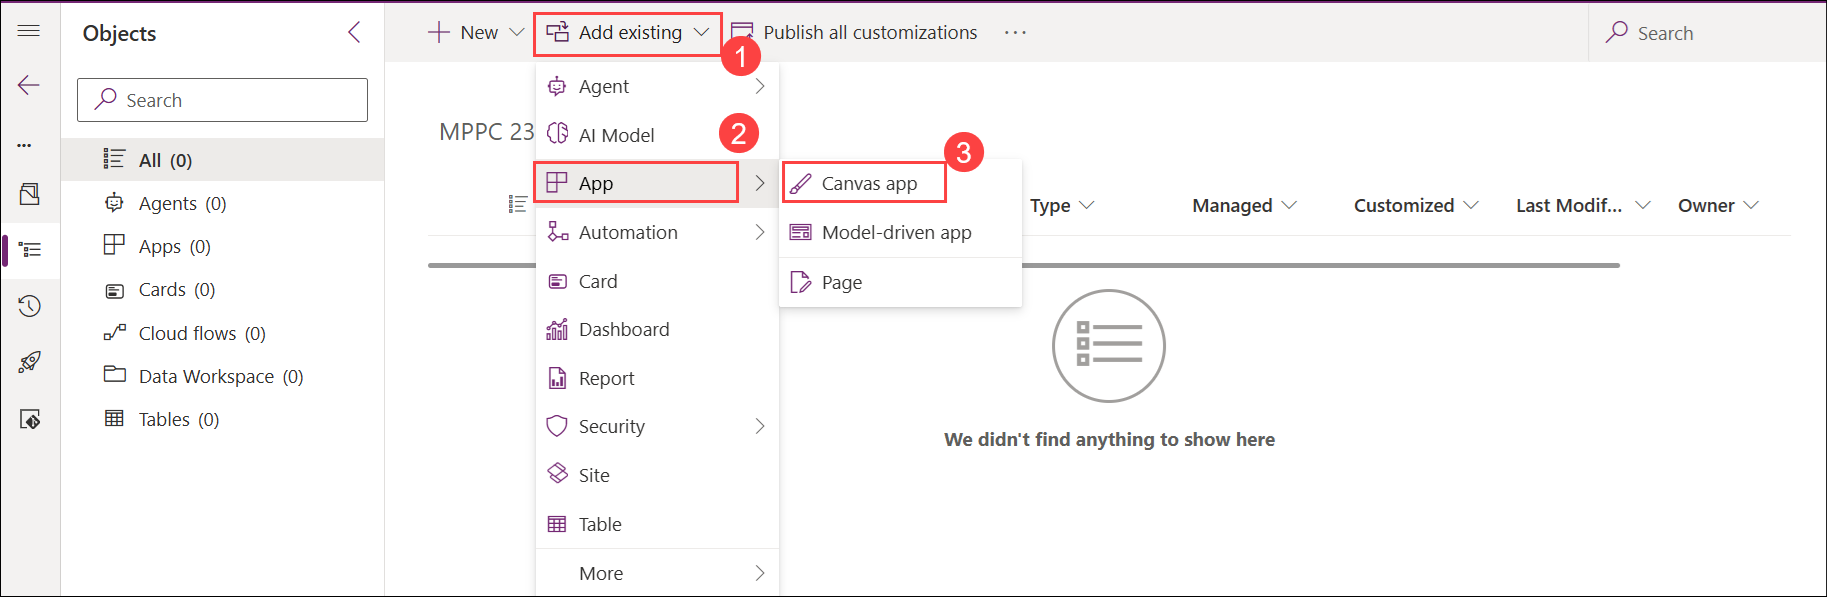 Objects
Search
All (0)
Agents (0)
Apps (0)
Cards (0)
Cloud flows (0)
Data Workspace (0)
Tables (0)
New
Add existing
Publish all customizations
Search
1
Agent
AI Model
2
App
Automation
Card
Dashboard
Report
Security
Site
Table
More
3
Canvas app
Model-driven app
Page
MPPC 23
Type
Managed
Customized
Last Modif...
Owner
We didn't find anything to show here